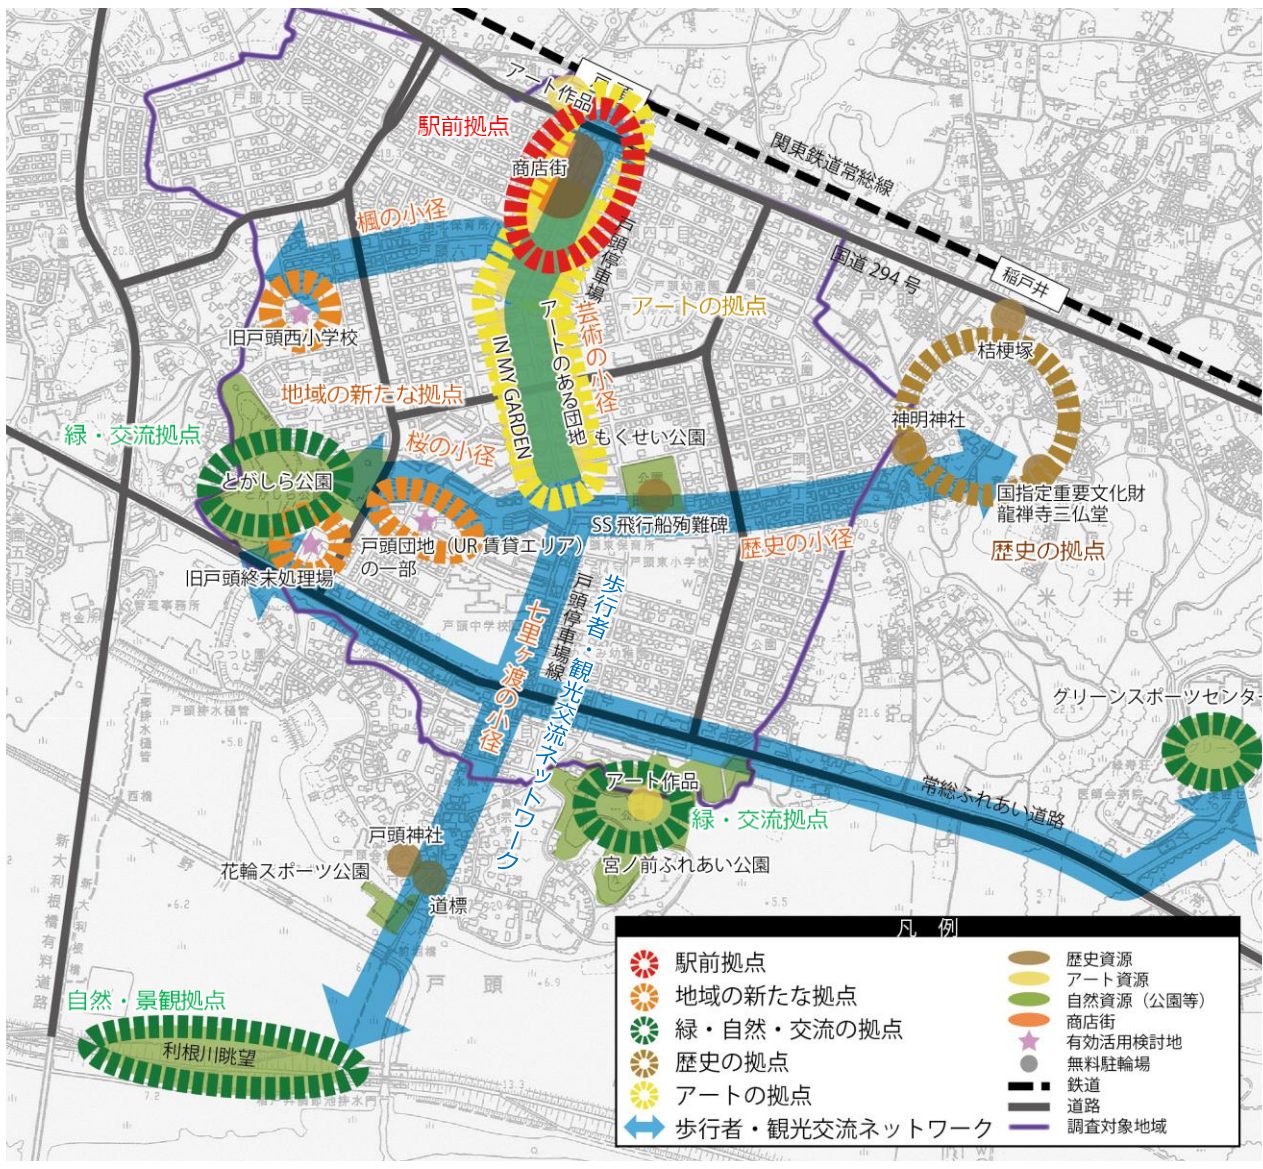 アート作品
駅前拠点
商店街
関東鉄道常総線
楓の小径
戸頭停車場
国道294号
稲戸井
アートの拠点
旧戸頭西小学校
アートのある団地
IN MY GARDEN
芸術の小径
桔梗塚
地域の新たな拠点
神明神社
緑・交流拠点
桜の小径
もくせい公園
とがしら公園
国指定重要文化財
龍禅寺三仏堂
SS飛行船殉難碑
歴史の小径
歴史の拠点
戸頭団地（UR賃貸エリア）
の一部
旧戸頭終末処理場
七里ヶ渡の小径
戸頭停車場線
歩行者・観光交流ネットワーク
グリーンスポーツセンター
アート作品
緑・交流拠点
常総ふれあい道路
戸頭神社
花輪スポーツ公園
宮ノ前ふれあい公園
道標
戸頭
新大利根橋有料道路
自然・景観拠点
利根川眺望
凡例
駅前拠点
地域の新たな拠点
緑・自然・交流の拠点
歴史の拠点
アートの拠点
歩行者・観光交流ネットワーク
歴史資源
アート資源
自然資源（公園等）
商店街
有効活用検討地
無料駐輪場
鉄道
道路
調査対象地域